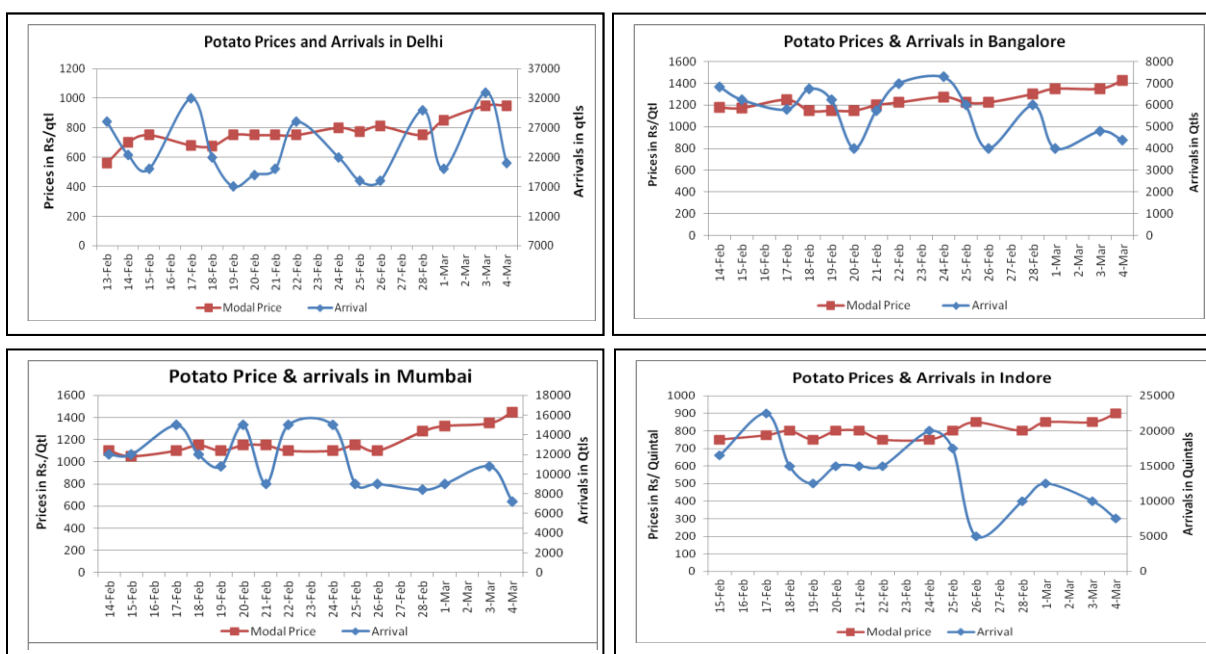 Potato Prices and Arrivals in Delhi
Prices in Rs/qtl
1200
1000
800
600
400
200
0
37000
32000
27000
22000
17000
12000
7000
Arrivals in qtls
13-Feb
14-Feb
15-Feb
16-Feb
17-Feb
18-Feb
19-Feb
20-Feb
21-Feb
22-Feb
23-Feb
24-Feb
25-Feb
26-Feb
27-Feb
28-Feb
1-Mar
2-Mar
3-Mar
4-Mar
Modal Price Arrival
Potato Prices & Arrivals in Bangalore
Prices in Rs/Qtl
1600
1400
1200
1000
800
600
400
200
0
8000
7000
6000
5000
4000
3000
2000
1000
0
Arrivals in Qtls
14-Feb
15-Feb
16-Feb
17-Feb
18-Feb
19-Feb
20-Feb
21-Feb
22-Feb
23-Feb
24-Feb
25-Feb
26-Feb
27-Feb
28-Feb
1-Mar
2-Mar
3-Mar
4-Mar
Modal Price Arrival
Potato Price & arrivals in Mumbai
Prices in Rs./Qtl
1600
1400
1200
1000
800
600
400
200
0
18000
16000
14000
12000
10000
8000
6000
4000
2000
0
Arrivals in Qtls
14-Feb
15-Feb
16-Feb
17-Feb
18-Feb
19-Feb
20-Feb
21-Feb
22-Feb
23-Feb
24-Feb
25-Feb
26-Feb
27-Feb
28-Feb
1-Mar
2-Mar
3-Mar
4-Mar
Modal Price Arrival
Potato Prices & Arrivals in Indore
Prices in Rs/ Quintal
1000
900
800
700
600
500
400
300
200
100
0
25000
20000
15000
10000
5000
0
Arrivals in Quintals
15-Feb
16-Feb
17-Feb
18-Feb
19-Feb
20-Feb
21-Feb
22-Feb
23-Feb
24-Feb
25-Feb
26-Feb
27-Feb
28-Feb
1-Mar
2-Mar
3-Mar
4-Mar
Modal price Arrival